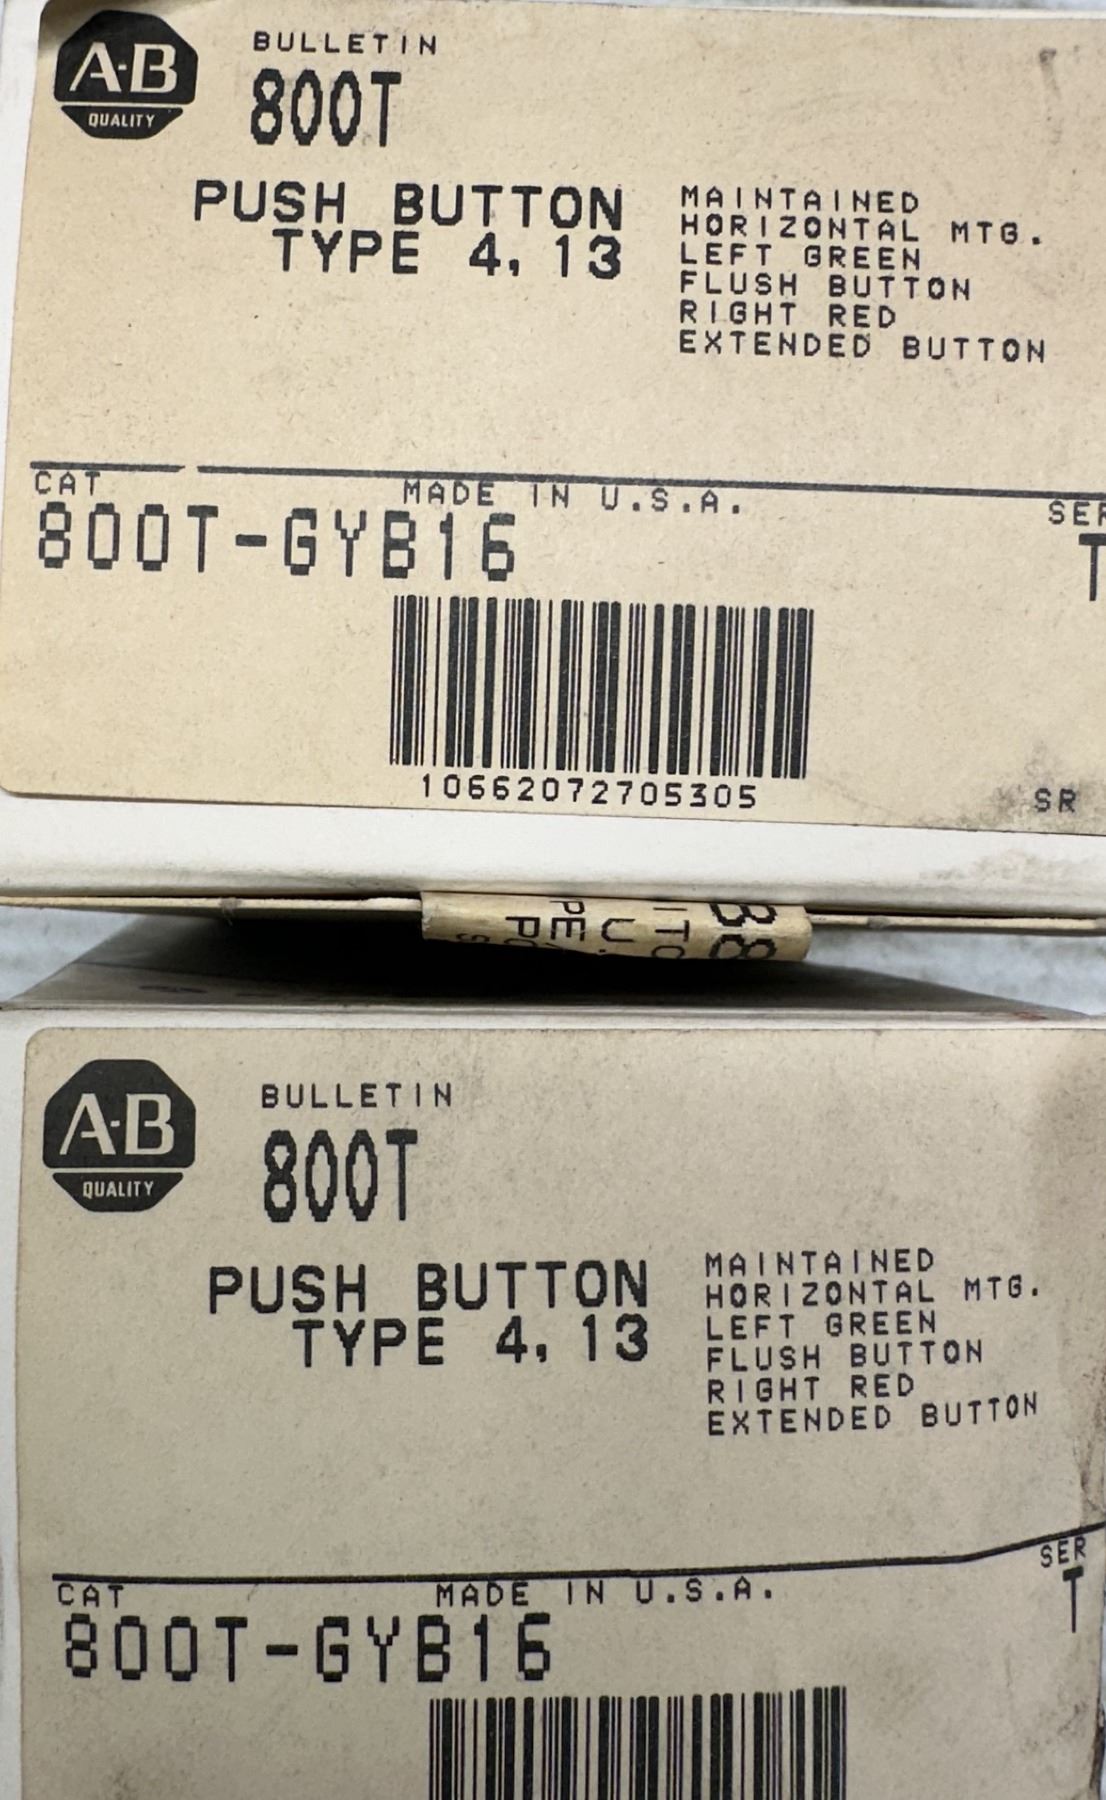 A-B
QUALITY
BULLETIN
800T
PUSH BUTTON
TYPE 4, 13
MAINTAINED
HORIZONTAL MTG.
LEFT GREEN
FLUSH BUTTON
RIGHT RED
EXTENDED BUTTON
CAT
MADE IN U.S.A.
800T-GYB16
T
10662072705305
SR
A-B
QUALITY
BULLETIN
800T
PUSH BUTTON
TYPE 4, 13
MAINTAINED
HORIZONTAL MTG.
LEFT GREEN
FLUSH BUTTON
RIGHT RED
EXTENDED BUTTON
CAT
MADE IN U.S.A.
SER
800T-GYB16
T